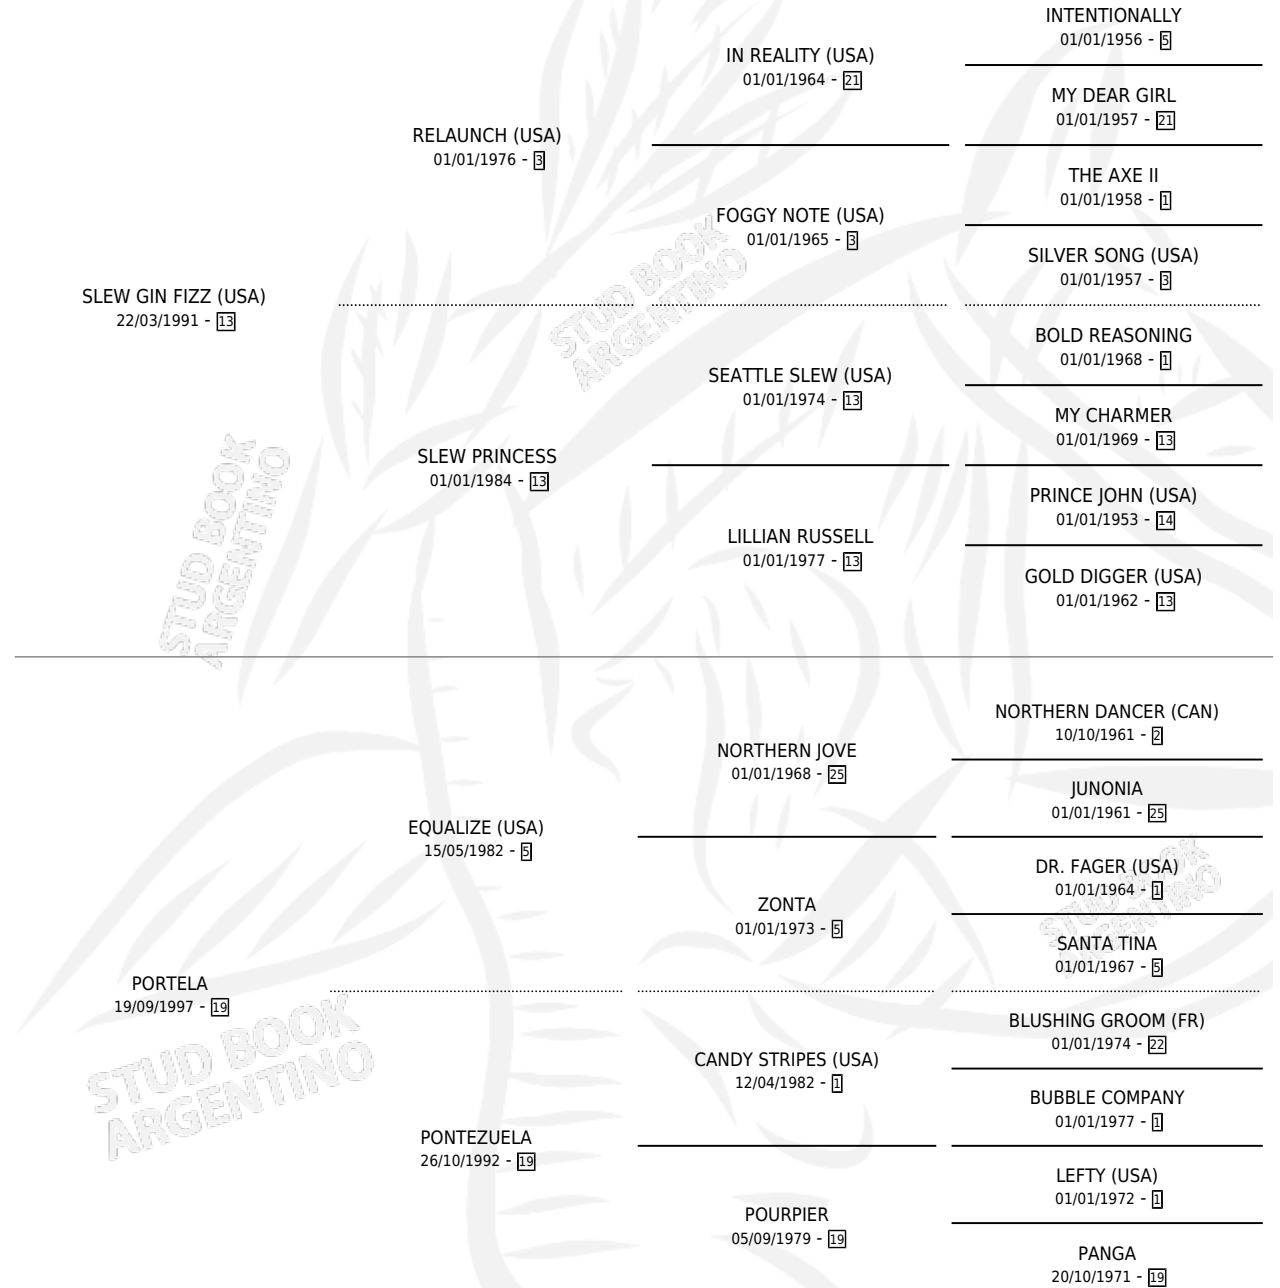 INTENTIONALLY
01/01/1956 - 5
IN REALITY (USA)
01/01/1964 - 21
MY DEAR GIRL
01/01/1957 - 21
RELAUNCH (USA)
01/01/1976 - 3
THE AXE II
01/01/1958 - 1
FOGGY NOTE (USA)
01/01/1965 - 3
SILVER SONG (USA)
01/01/1957 - 3
SLEW GIN FIZZ (USA)
22/03/1991 - 13
BOLD REASONING
01/01/1968 - 1
SEATTLE SLEW (USA)
01/01/1974 - 13
MY CHARMER
01/01/1969 - 13
SLEW PRINCESS
01/01/1984 - 13
PRINCE JOHN (USA)
01/01/1953 - 14
LILLIAN RUSSELL
01/01/1977 - 13
GOLD DIGGER (USA)
01/01/1962 - 13
NORTHERN DANCER (CAN)
10/10/1961 - 2
NORTHERN JOVE
01/01/1968 - 25
JUNONIA
01/01/1961 - 25
EQUALIZE (USA)
15/05/1982 - 5
DR. FAGER (USA)
01/01/1964 - 1
ZONTA
01/01/1973 - 5
SANTA TINA
01/01/1967 - 5
PORTELA
19/09/1997 - 19
BLUSHING GROOM (FR)
01/01/1974 - 22
CANDY STRIPES (USA)
12/04/1982 - 1
BUBBLE COMPANY
01/01/1977 - 1
PONTEZUELA
26/10/1992 - 19
LEFTY (USA)
01/01/1972 - 1
POURPIER
05/09/1979 - 19
PANGA
20/10/1971 - 19
STUD BOOK
ARGENTINO
STUD BOOK
ARGENTINO
STUD BOOK
ARGENTINO
STUD BOOK
ARGENTINO